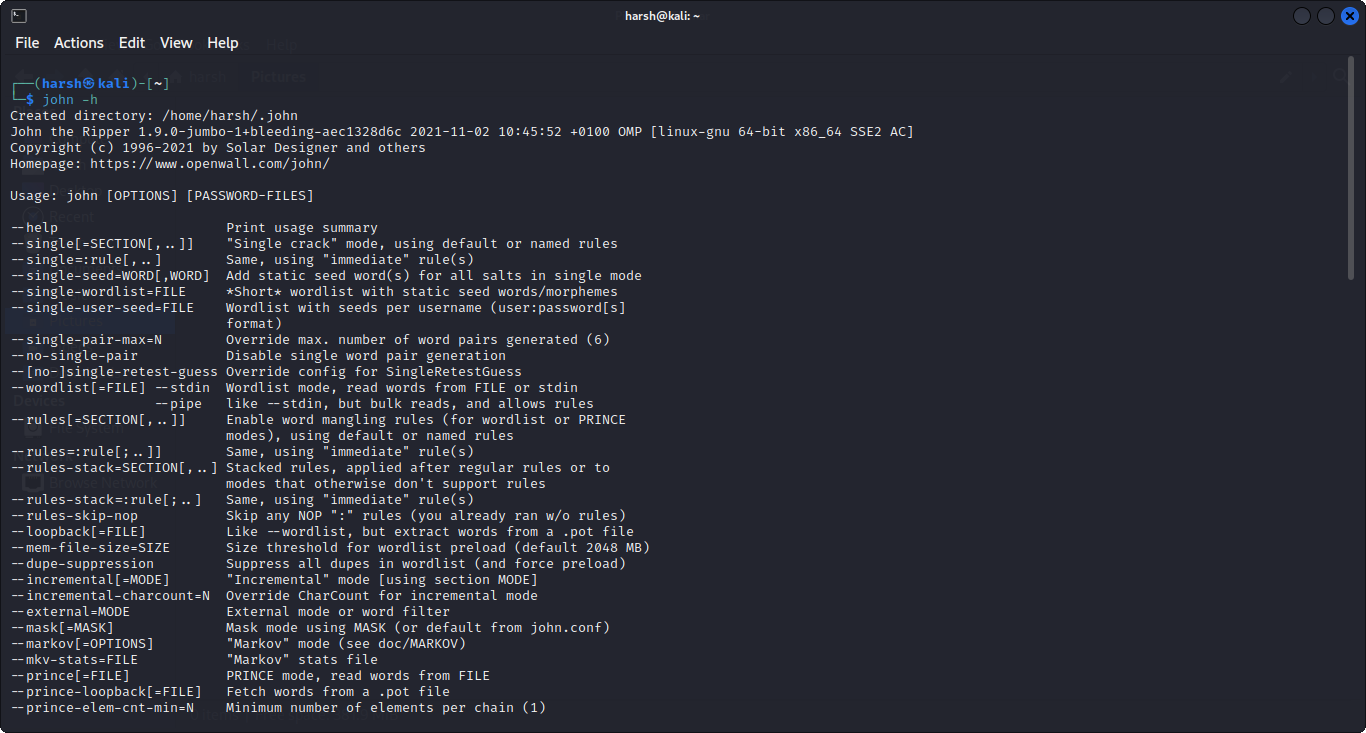 harsh@kali: ~
File Actions Edit View Help
┌──(harsh㉿kali)-[~]
└─$ john -h
Created directory: /home/harsh/.john
John the Ripper 1.9.0-jumbo-1+bleeding-aec1328d6c 2021-11-02 10:45:52 +0100 OMP [linux-gnu 64-bit x86_64 SSE2 AC]
Copyright (c) 1996-2021 by Solar Designer and others
Homepage: https://www.openwall.com/john/
Usage: john [OPTIONS] [PASSWORD-FILES]
--help Print usage summary
--single[=SECTION[,..]] "Single crack" mode, using default or named rules
--single=:rule[,..] Same, using "immediate" rule(s)
--single-seed=WORD[,WORD] Add static seed word(s) for all salts in single mode
--single-wordlist=FILE *Short* wordlist with static seed words/morphemes
--single-user-seed=FILE Wordlist with seeds per username (user:password[s]
format)
--single-pair-max=N Override max. number of word pairs generated (6)
--no-single-pair Disable single word pair generation
--[no-]single-retest-guess Override config for SingleRetestGuess
--wordlist[=FILE] --stdin Wordlist mode, read words from FILE or stdin
--pipe like --stdin, but bulk reads, and allows rules
--rules[=SECTION[,..]] Enable word mangling rules (for wordlist or PRINCE
modes), using default or named rules
--rules=:rule[;..]] Same, using "immediate" rule(s)
--rules-stack=SECTION[,..] Stacked rules, applied after regular rules or to
modes that otherwise don't support rules
--rules-stack=:rule[;..] Same, using "immediate" rule(s)
--rules-skip-nop Skip any NOP ":" rules (you already ran w/o rules)
--loopback[=FILE] Like --wordlist, but extract words from a .pot file
--mem-file-size=SIZE Size threshold for wordlist preload (default 2048 MB)
--dupe-suppression Suppress all dupes in wordlist (and force preload)
--incremental[=MODE] "Incremental" mode [using section MODE]
--incremental-charcount=N Override CharCount for incremental mode
--external=MODE External mode or word filter
--mask[=MASK] Mask mode using MASK (or default from john.conf)
--markov[=OPTIONS] "Markov" mode (see doc/MARKOV)
--mkv-stats=FILE "Markov" stats file
--prince[=FILE] PRINCE mode, read words from FILE
--prince-loopback[=FILE] Fetch words from a .pot file
--prince-elem-cnt-min=N Minimum number of elements per chain (1)